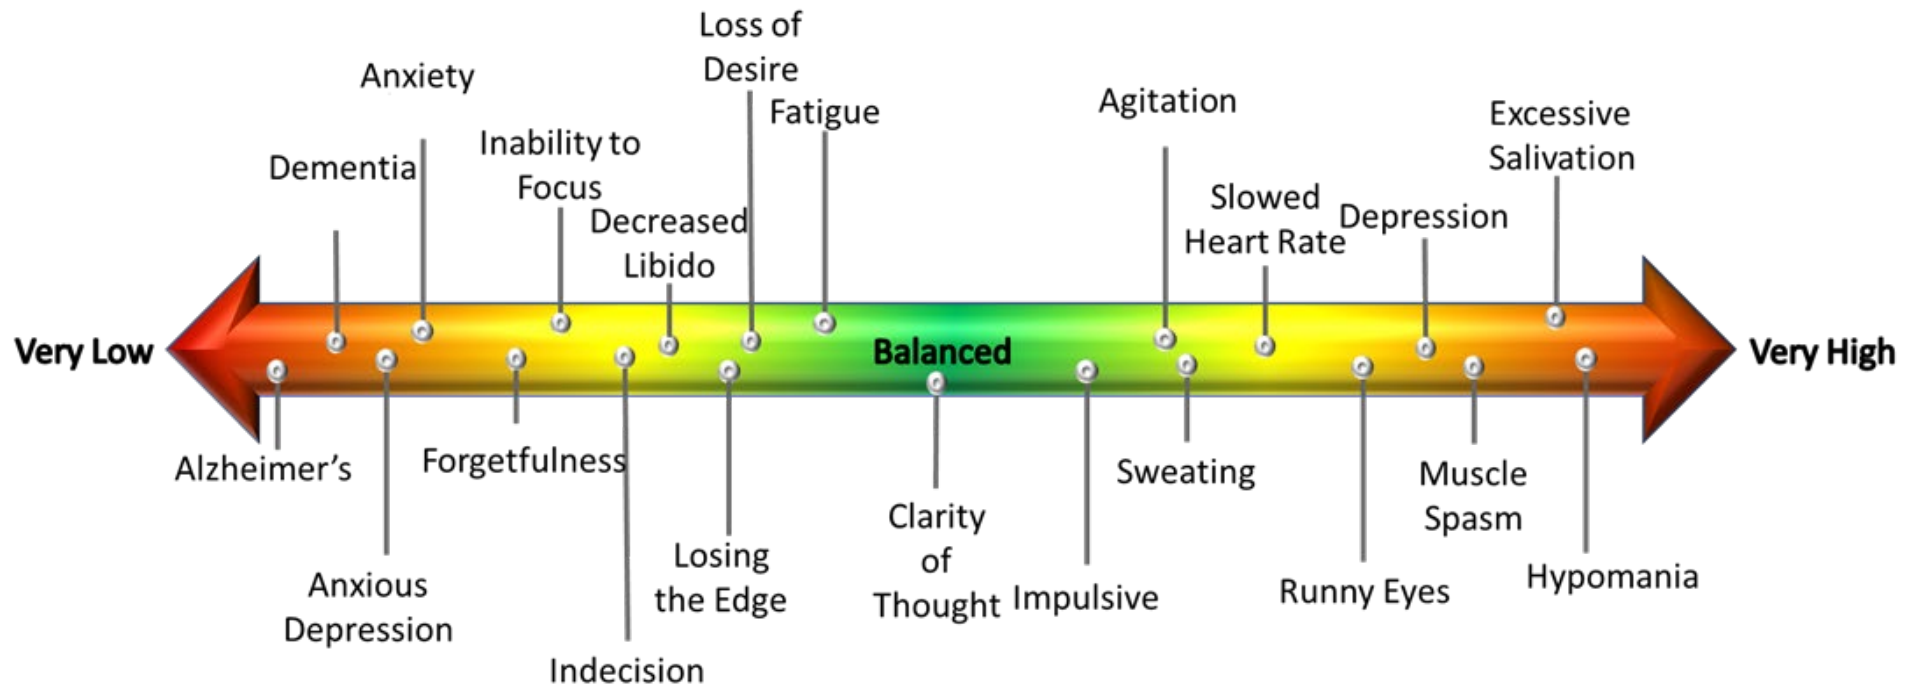 Loss of
Desire
Anxiety
Fatigue
Agitation
Excessive
Salivation
Inability to
Focus
Dementia
Slowed
Heart Rate
Depression
Decreased
Libido
Very Low
Balanced
Very High
Alzheimer’s
Forgetfulness
Sweating
Muscle
Spasm
Clarity
of
Thought
Losing
the Edge
Anxious
Depression
Impulsive
Runny Eyes
Hypomania
Indecision